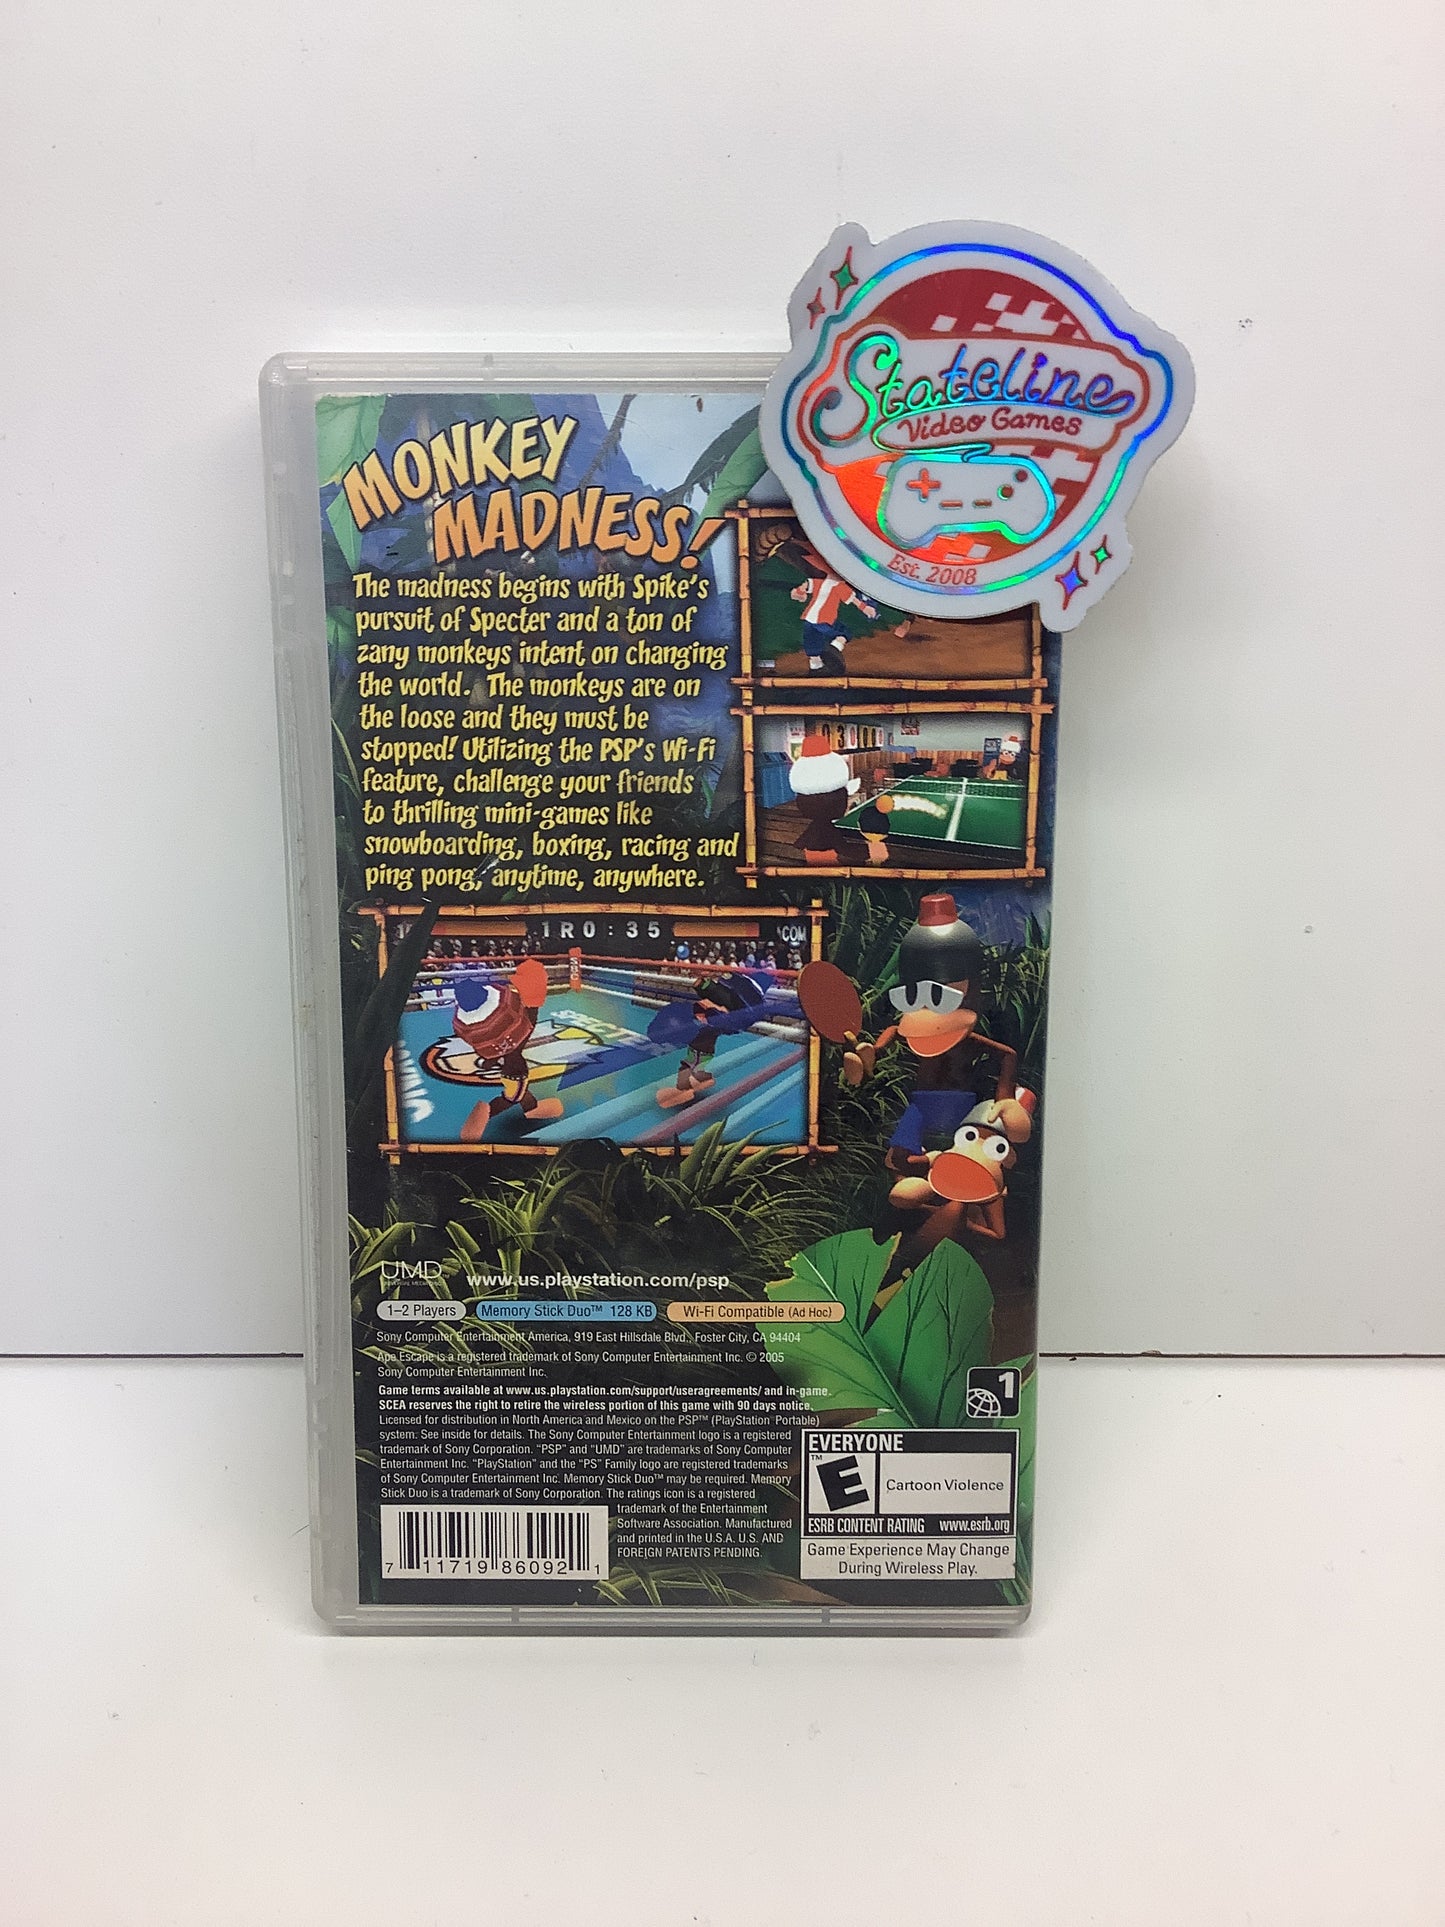 Stateline
Video Games
Est. 2008
MONKEY
MADNESS!
The madness begins with Spike's
pursuit of Specter and a ton of
zany monkeys intent on changing
the world. The monkeys are on
the loose and they must be
stopped! Utilizing the PSP's Wi-Fi
feature, challenge your friends
to thrilling mini-games like
snowboarding, boxing, racing and
ping pong, anytime, anywhere.
1R0:35
COM
UMD
www.us.playstation.com/psp
1–2 Players
Memory Stick Duo™ 128 KB
Wi-Fi Compatible (Ad Hoc)
Sony Computer Entertainment America, 919 East Hillsdale Blvd., Foster City, CA 94404
Ape Escape is a registered trademark of Sony Computer Entertainment Inc. © 2005
Sony Computer Entertainment Inc.
Game terms available at www.us.playstation.com/support/useragreements/ and in-game.
SCEA reserves the right to retire the wireless portion of this game with 90 days notice.
Licensed for distribution in North America and Mexico on the PSP™ (PlayStation Portable)
system. See inside for details. The Sony Computer Entertainment logo is a registered
trademark of Sony Corporation. “PSP” and “UMD” are trademarks of Sony Computer
Entertainment Inc. “PlayStation” and the “PS” Family logo are registered trademarks
of Sony Computer Entertainment Inc. Memory Stick Duo™ may be required. Memory
Stick Duo is a trademark of Sony Corporation. The ratings icon is a registered
trademark of the Entertainment
Software Association. Manufactured
and printed in the U.S.A. U.S. AND
FOREIGN PATENTS PENDING.
7 11719 86092 1
1
EVERYONE
E™
Cartoon Violence
ESRB CONTENT RATING www.esrb.org
Game Experience May Change
During Wireless Play.